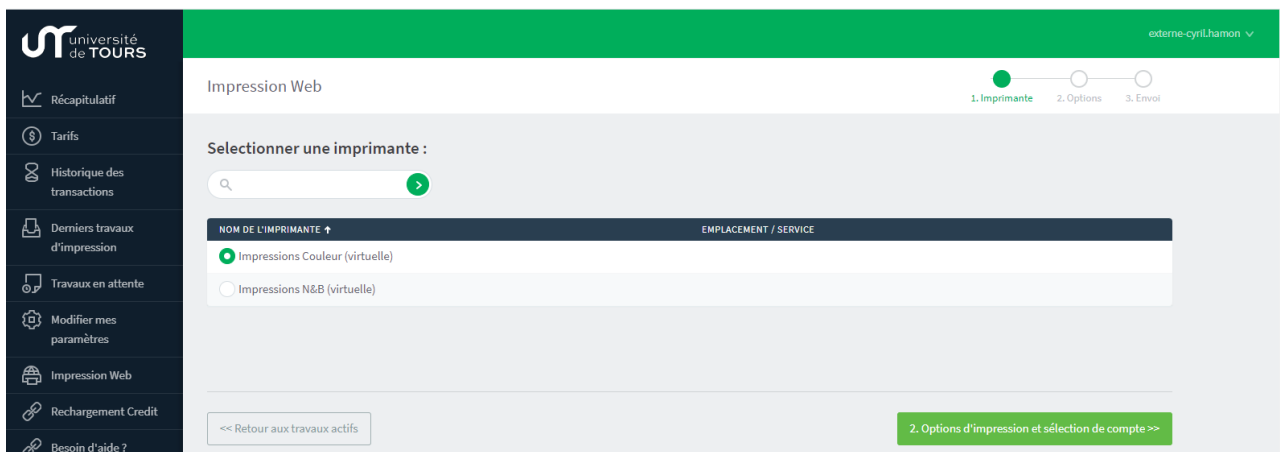 université
de TOURS
externe-cyril.hamon
Récapitulatif
Tarifs
Historique des
transactions
Derniers travaux
d'impression
Travaux en attente
Modifier mes
paramètres
Impression Web
Rechargement Credit
Besoin d'aide ?
Impression Web
1. Imprimante 2. Options 3. Envoi
Selectionner une imprimante :
NOM DE L'IMPRIMANTE ↑ EMPLACEMENT / SERVICE
Impressions Couleur (virtuelle)
Impressions N&B (virtuelle)
<< Retour aux travaux actifs
2. Options d'impression et sélection de compte >>